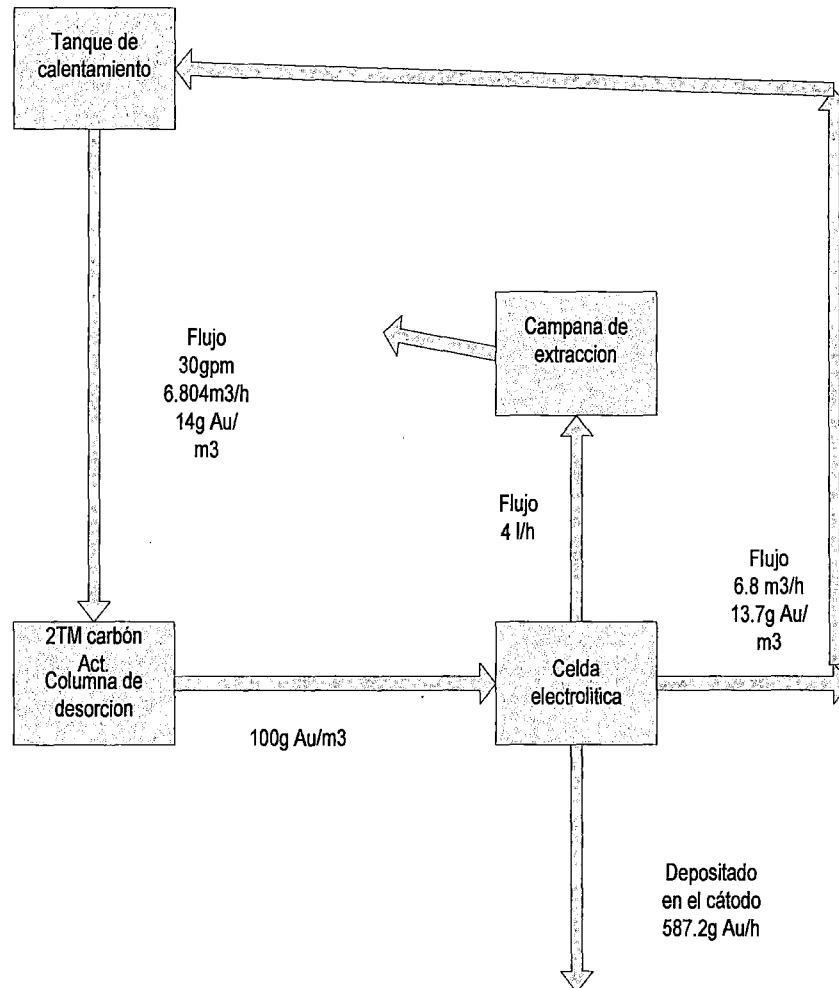 Tanque de
calentamiento
Flujo
30gpm
6.804m3/h
14g Au/
m3
Campana de
extraccion
Flujo
4 l/h
Flujo
6.8 m3/h
13.7g Au/
m3
2TM carbón
Act.
Columna de
desorcion
100g Au/m3
Celda
electrolitica
Depositado
en el cátodo
587.2g Au/h